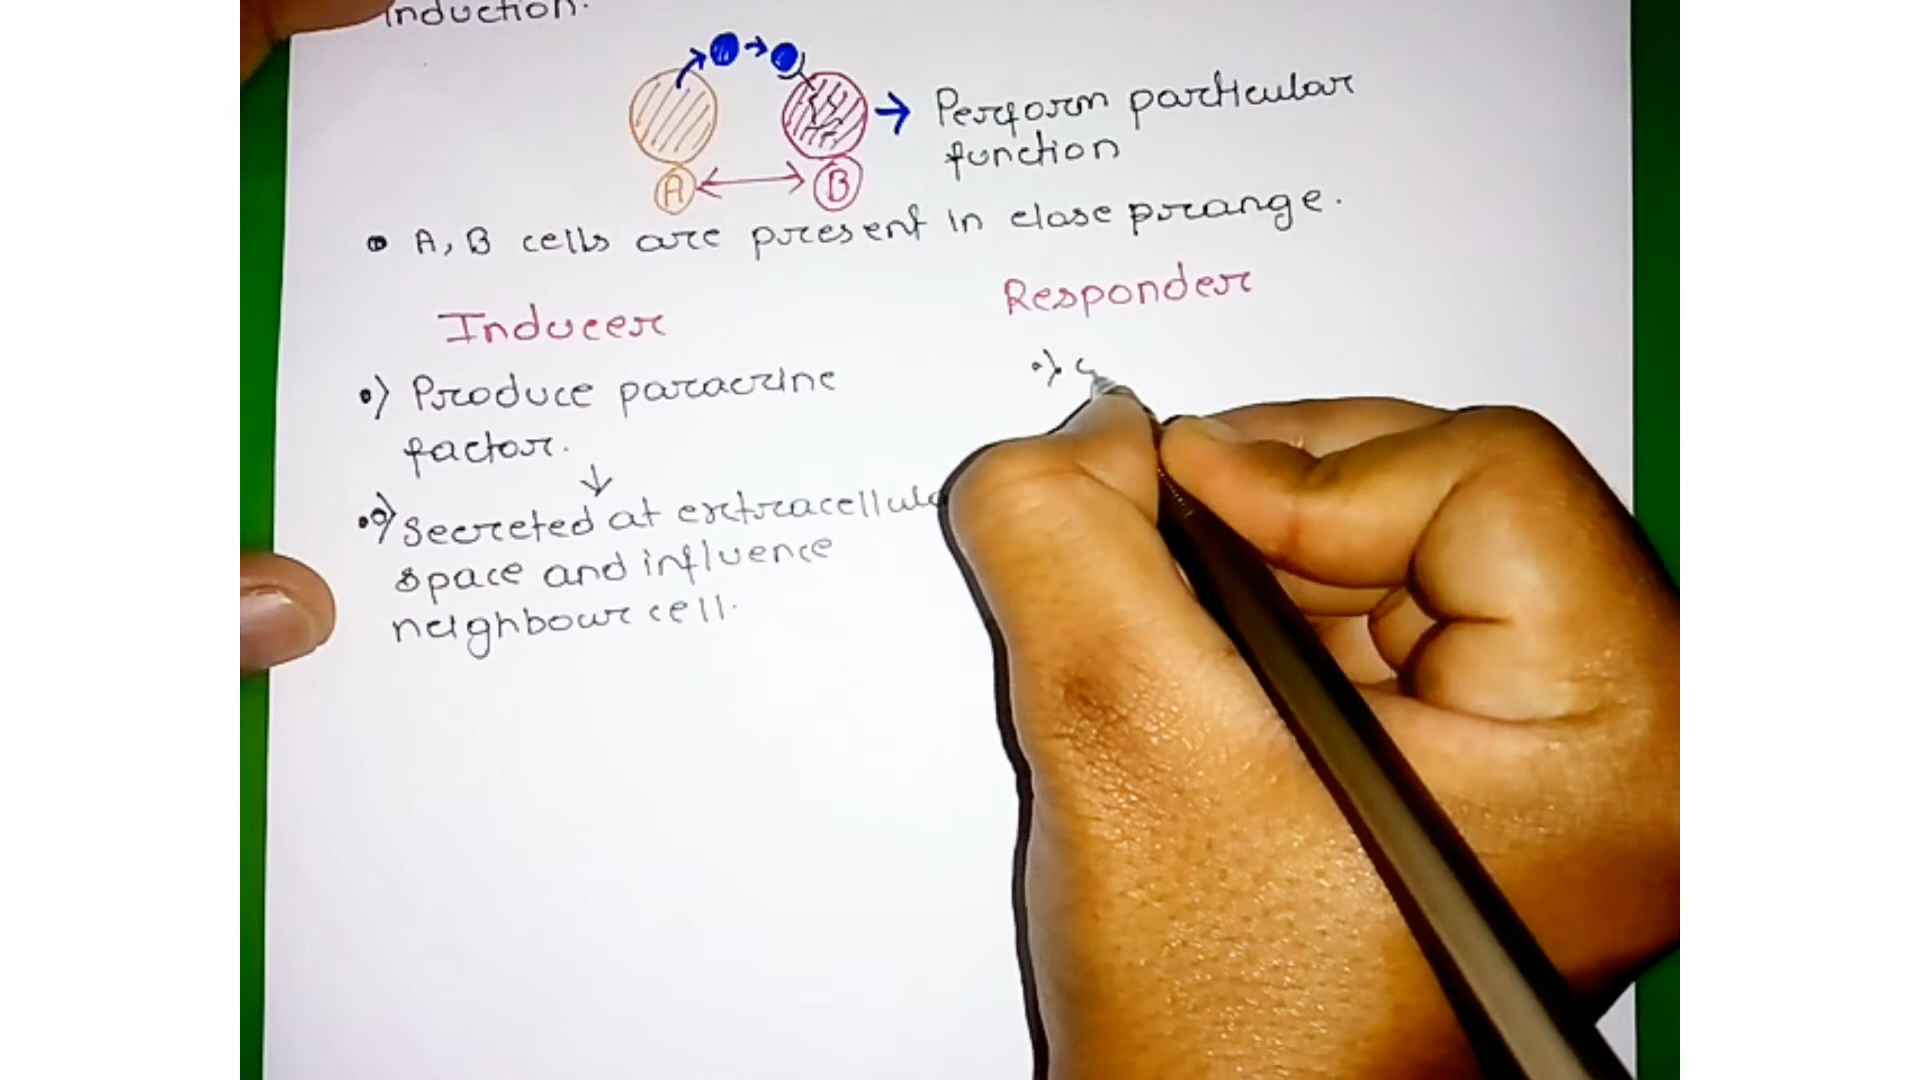 induction.
Perform particular
function
A B
• A, B cells are present in close prange.
Inducer
Responder
•) Produce paracrine
factor.
Secreted at extracellula
space and influence
neighbour cell.